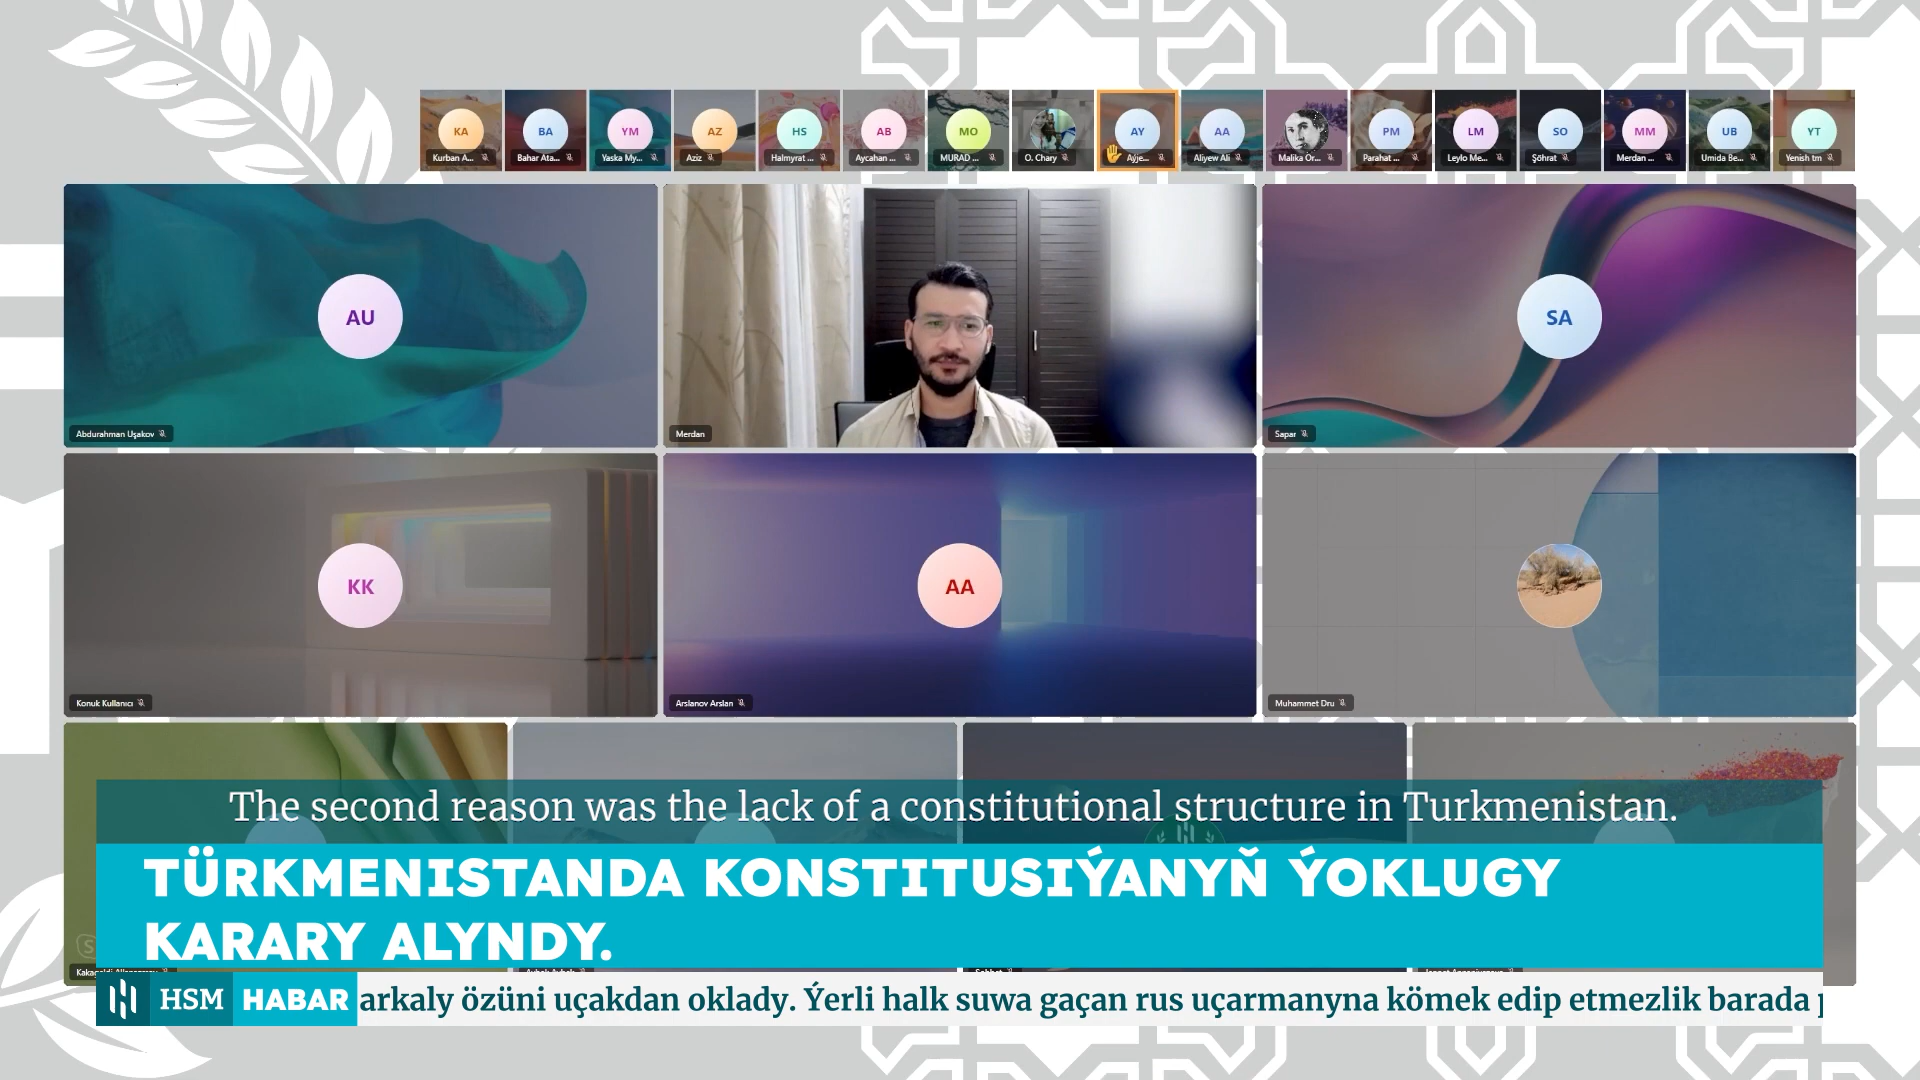 KA
BA
YM
AZ
HS
AB
MO
AY
AA
PM
LM
SO
MM
UB
YT
Kurban A...
Bahar Ata...
Yaska My...
Aziz
Halmyrat ...
Aycahan ...
MURAD ...
O. Chary
Aýje...
Aliyew Ali
Malika Or...
Parahat ...
Leylo Me...
Şöhrat
Merdan ...
Umida Be...
Yenish tm
AU
SA
Abdurahman Uşakov
Merdan
Sapar
KK
AA
Konuk Kullanıcı
Arslanov Arslan
Muhammet Dru
The second reason was the lack of a constitutional structure in Turkmenistan.
TÜRKMENISTANDA KONSTITUSIÝANYŇ ÝOKLUGY
KARARY ALYNDY.
HSM HABAR arkaly özüni uçakdan oklady. Ýerli halk suwa gaçan rus uçarmanyna kömek edip etmezlik barada